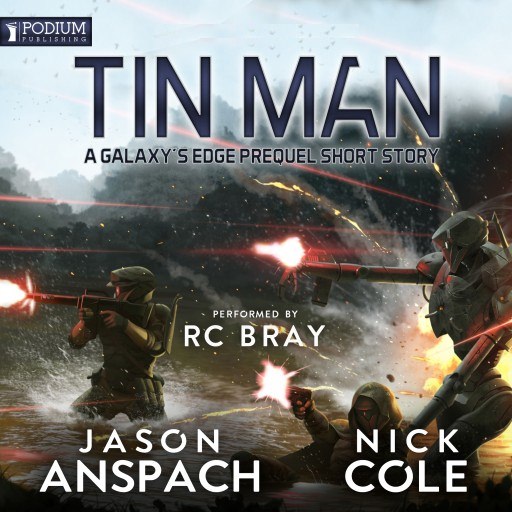 PODIUM
PUBLISHING
TIN MAN
A GALAXY'S EDGE PREQUEL SHORT STORY
PERFORMED BY
RC BRAY
JASON
ANSPACH
NICK
COLE